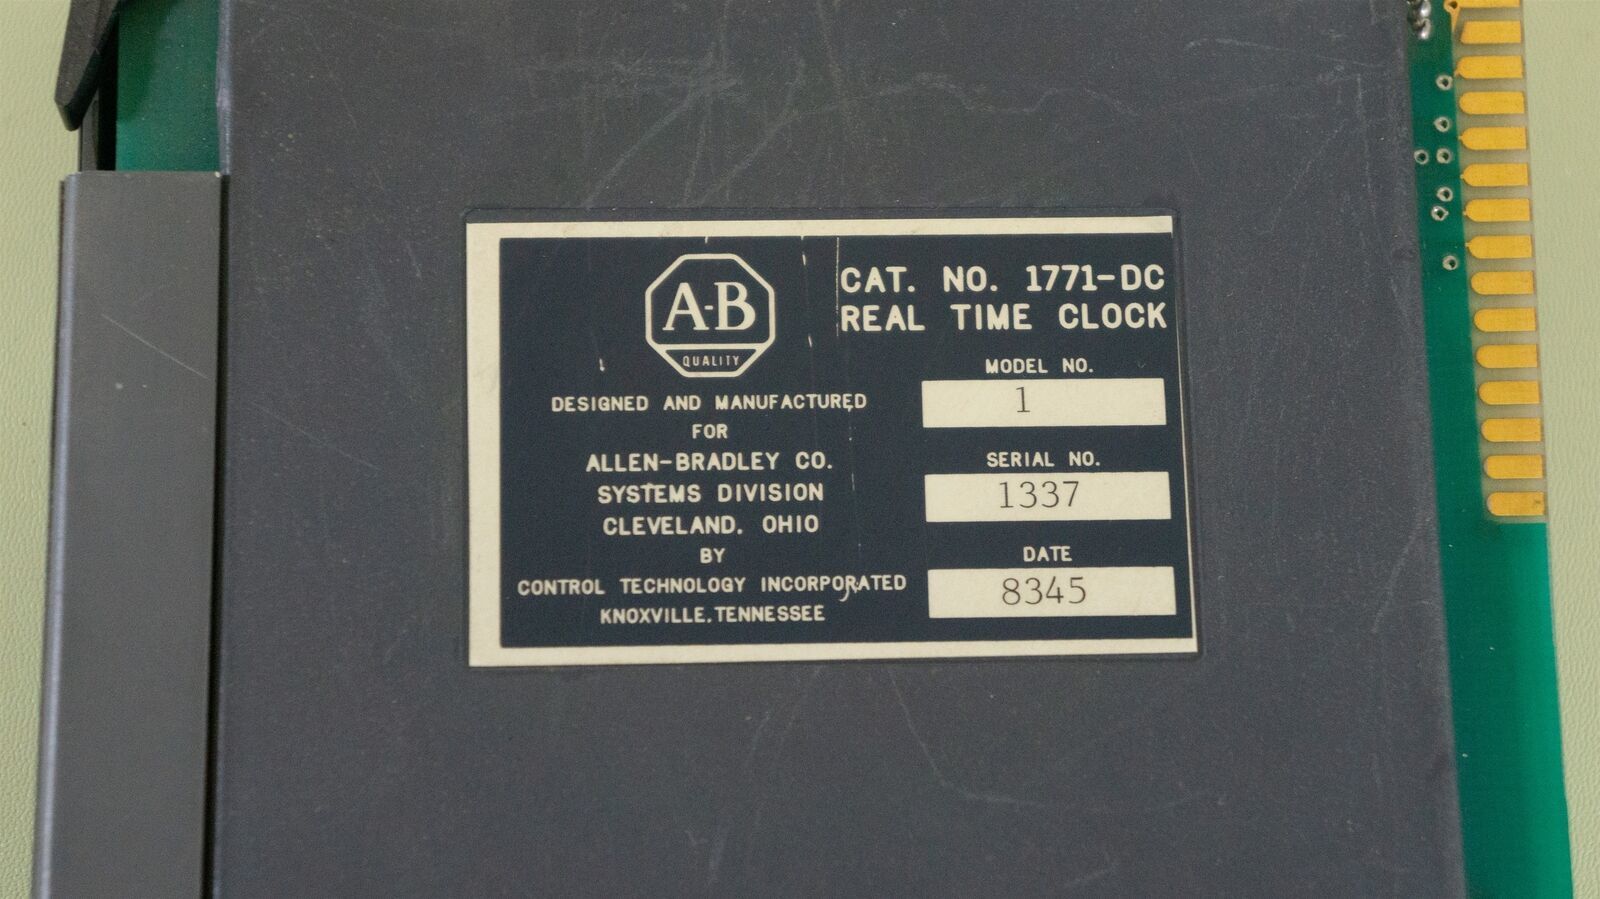 A-B
QUALITY
DESIGNED AND MANUFACTURED
FOR
ALLEN-BRADLEY CO.
SYSTEMS DIVISION
CLEVELAND, OHIO
BY
CONTROL TECHNOLOGY INCORPORATED
KNOXVILLE, TENNESSEE
CAT. NO. 1771-DC
REAL TIME CLOCK
MODEL NO.
1
SERIAL NO.
1337
DATE
8345